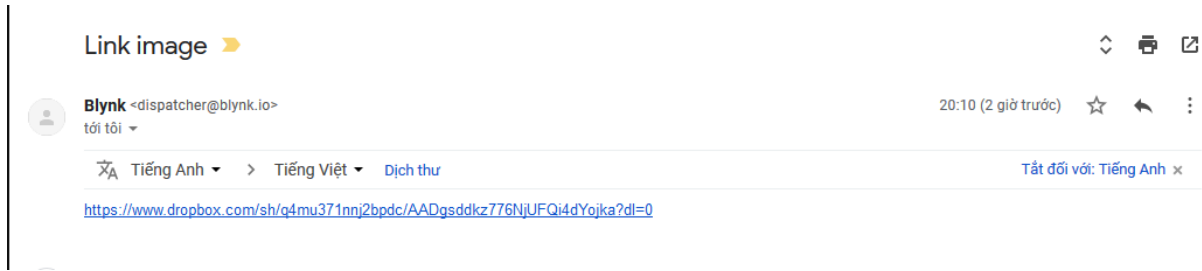 Link image
Blynk <dispatcher@blynk.io>
20:10 (2 giờ trước)
tới tôi
Tiếng Anh > Tiếng Việt Dịch thư
Tắt đối với: Tiếng Anh ×
https://www.dropbox.com/sh/q4mu371nnj2bpdc/AADgsddkz776NjUFQi4dYojka?dl=0